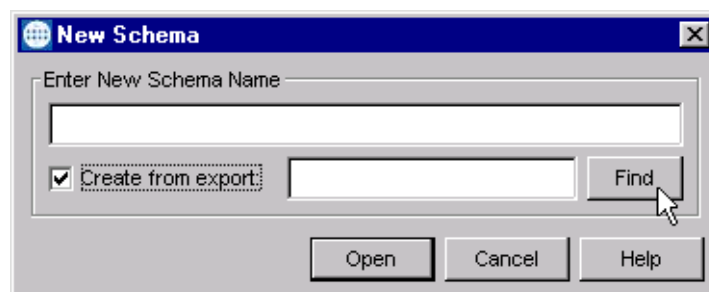 New Schema
Enter New Schema Name
Create from export: Find
Open Cancel Help